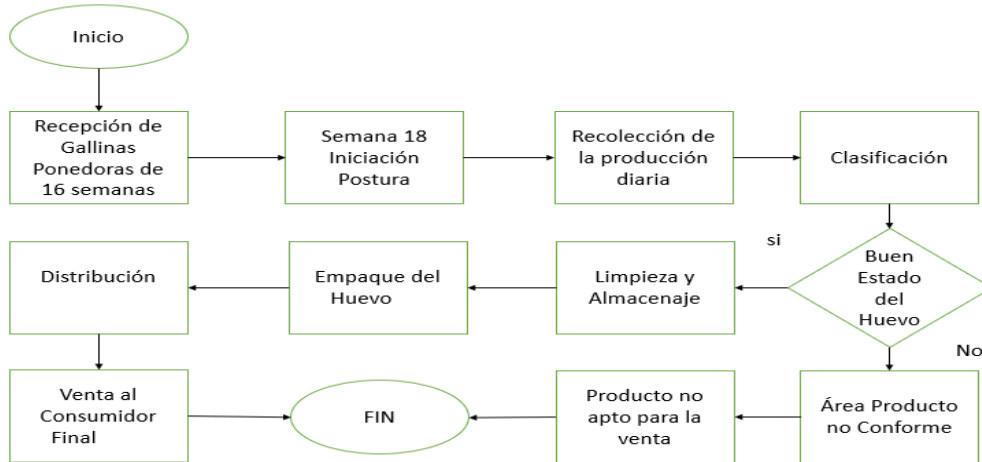 Inicio
Recepción de
Gallinas
Ponedoras de
16 semanas
Semana 18
Iniciación
Postura
Recolección de
la producción
diaria
Clasificación
si
Buen
Estado
del
Huevo
No
Limpieza y
Almacenaje
Empaque del
Huevo
Distribución
Venta al
Consumidor
Final
Área Producto
no Conforme
Producto no
apto para la
venta
FIN